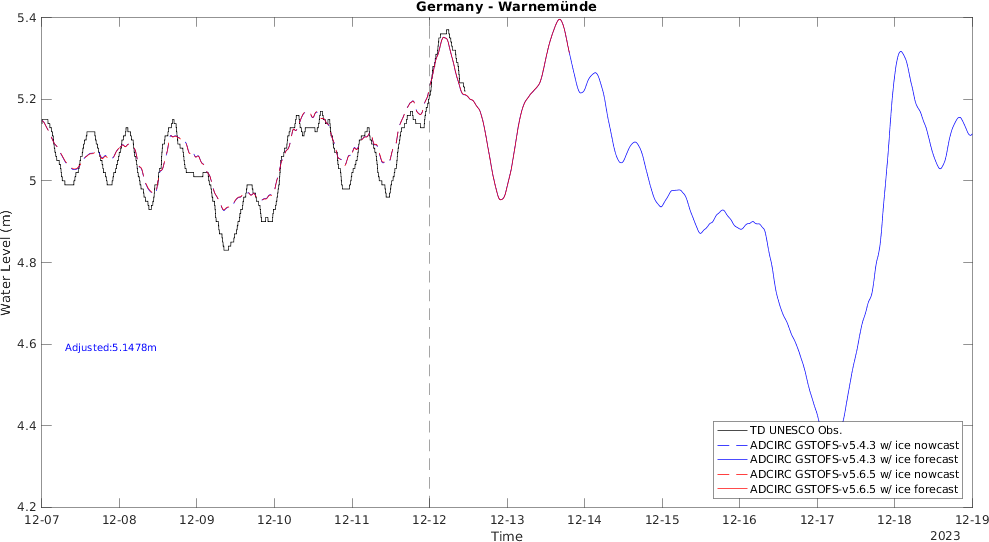 Germany - Warnemünde
Water Level (m)
5.4
5.2
5
4.8
4.6
4.4
4.2
Adjusted:5.1478m
TD UNESCO Obs.
ADCIRC GSTOFS-v5.4.3 w/ ice nowcast
ADCIRC GSTOFS-v5.4.3 w/ ice forecast
ADCIRC GSTOFS-v5.6.5 w/ ice nowcast
ADCIRC GSTOFS-v5.6.5 w/ ice forecast
12-07 12-08 12-09 12-10 12-11 12-12 12-13 12-14 12-15 12-16 12-17 12-18 12-19
Time
2023